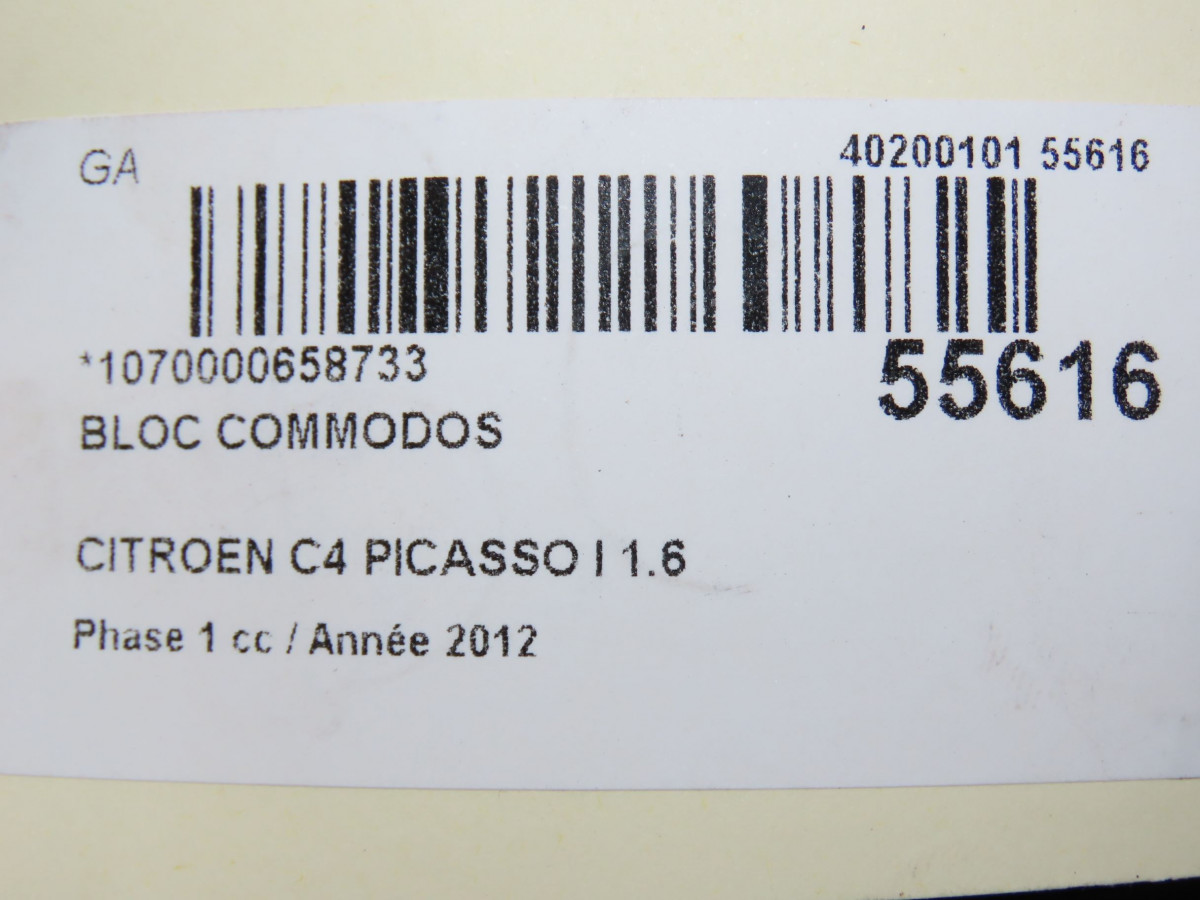 GA
40200101 55616
*1070000658733
55616
BLOC COMMODOS
CITROEN C4 PICASSO I 1.6
Phase 1 cc / Année 2012